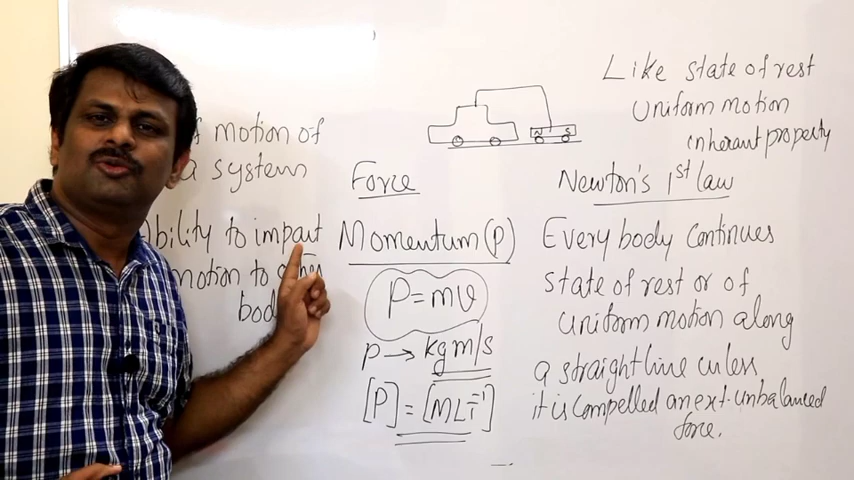 motion of
a system
bility to impaut
motion to
Force
Momentum (p)
P = mv
p → kgm/s
[P] = [MLT⁻¹]
N S
Like state of rest
Uniform motion
inherant property
Newton's 1st law
Every body continues
state of rest or of
Uniform motion along
a straight line unless
it is compelled an ext. unbalanced
force.